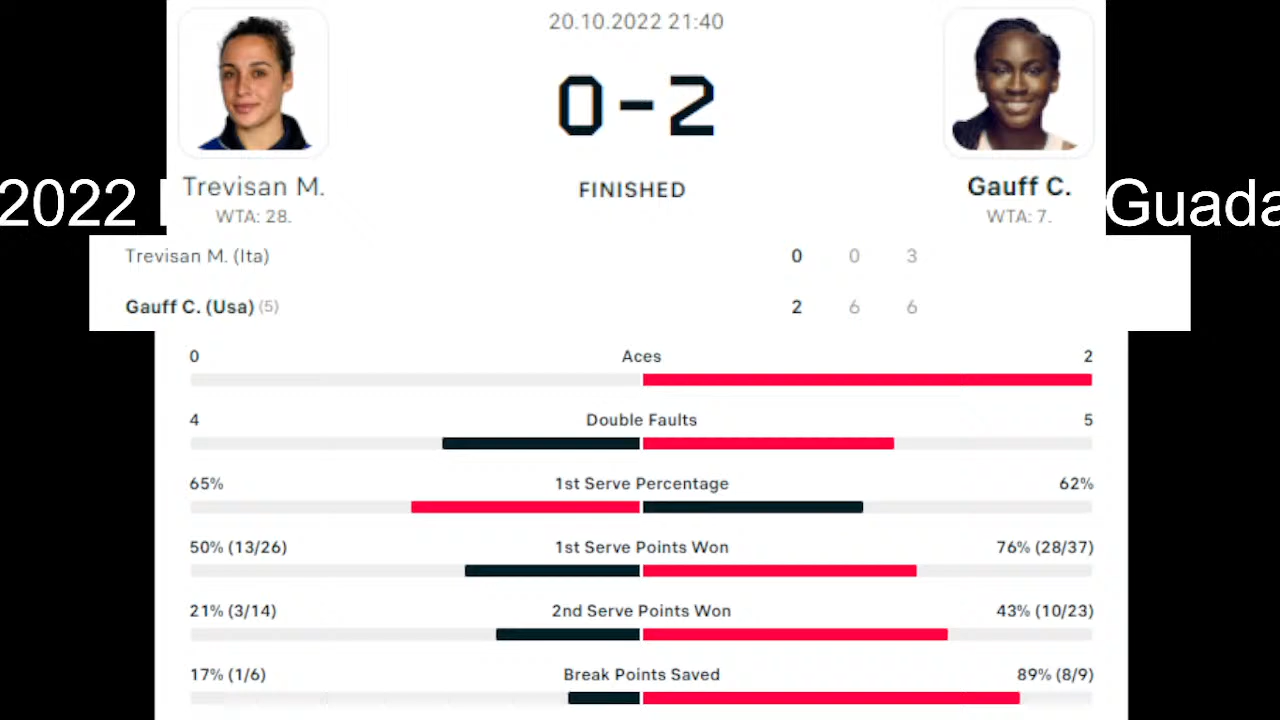 20.10.2022 21:40
0-2
2022
Trevisan M.
FINISHED
Gauff C.
WTA: 28.
WTA: 7.
Guada
Trevisan M. (Ita) 0 0 3
Gauff C. (Usa) (5) 2 6 6
0 Aces 2
4 Double Faults 5
65% 1st Serve Percentage 62%
50% (13/26) 1st Serve Points Won 76% (28/37)
21% (3/14) 2nd Serve Points Won 43% (10/23)
17% (1/6) Break Points Saved 89% (8/9)